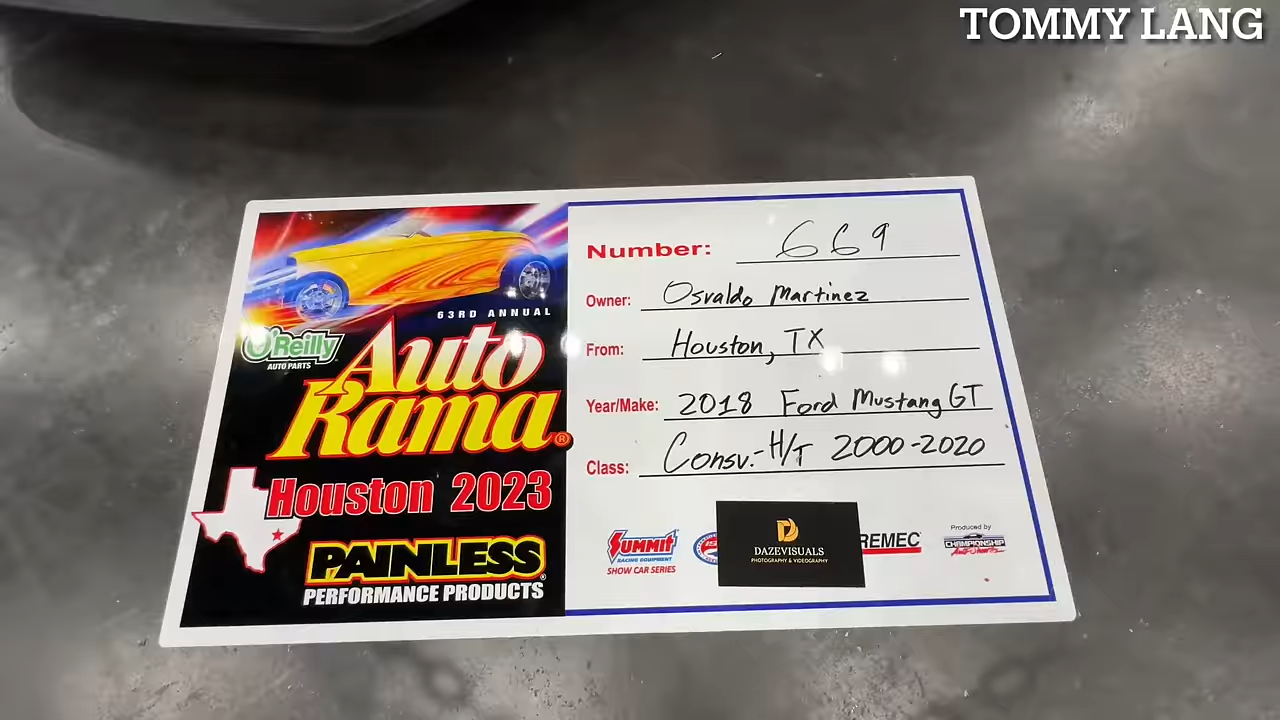 TOMMY LANG
63RD ANNUAL
O'Reilly
AUTO PARTS
Auto
Rama®
Houston 2023
PAINLESS®
PERFORMANCE PRODUCTS
Number: 669
Owner: Osvaldo Martinez
From: Houston, TX
Year/Make: 2018 Ford Mustang GT
Class: Consv.-H/T 2000-2020
SUMMIT
RACING EQUIPMENT
SHOW CAR SERIES
DAZEVISUALS
PHOTOGRAPHY & VIDEOGRAPHY
REMEC
Produced by
CHAMPIONSHIP
Auto Shows